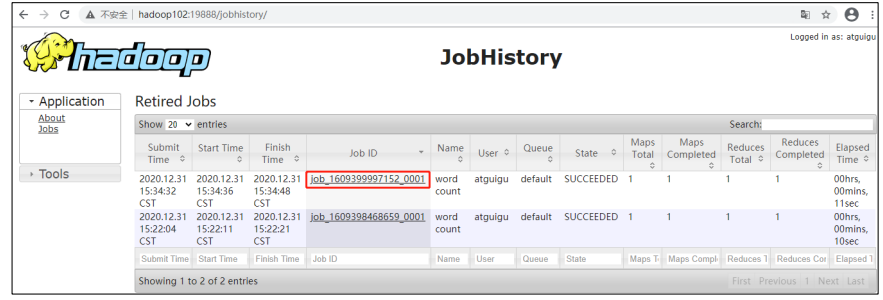 不安全 | hadoop102:19888/jobhistory/
Logged in as: atguigu
hadoop
JobHistory
Application
About
Jobs
Tools
Retired Jobs
Show 20 entries
Search:
Submit Time Start Time Finish Time Job ID Name User Queue State Maps Total Maps Completed Reduces Total Reduces Completed Elapsed Time
2020.12.31 15:34:32 CST 2020.12.31 15:34:36 CST 2020.12.31 15:34:48 CST job_1609399997152_0001 word count atguigu default SUCCEEDED 1 1 1 1 00hrs, 00mins, 11sec
2020.12.31 15:22:04 CST 2020.12.31 15:22:11 CST 2020.12.31 15:22:21 CST job_1609398468659_0001 word count atguigu default SUCCEEDED 1 1 1 1 00hrs, 00mins, 10sec
Submit Time Start Time Finish Time Job ID Name User Queue State Maps T Maps Compl Reduces T Reduces Cor Elapsed T
Showing 1 to 2 of 2 entries
First Previous 1 Next Last